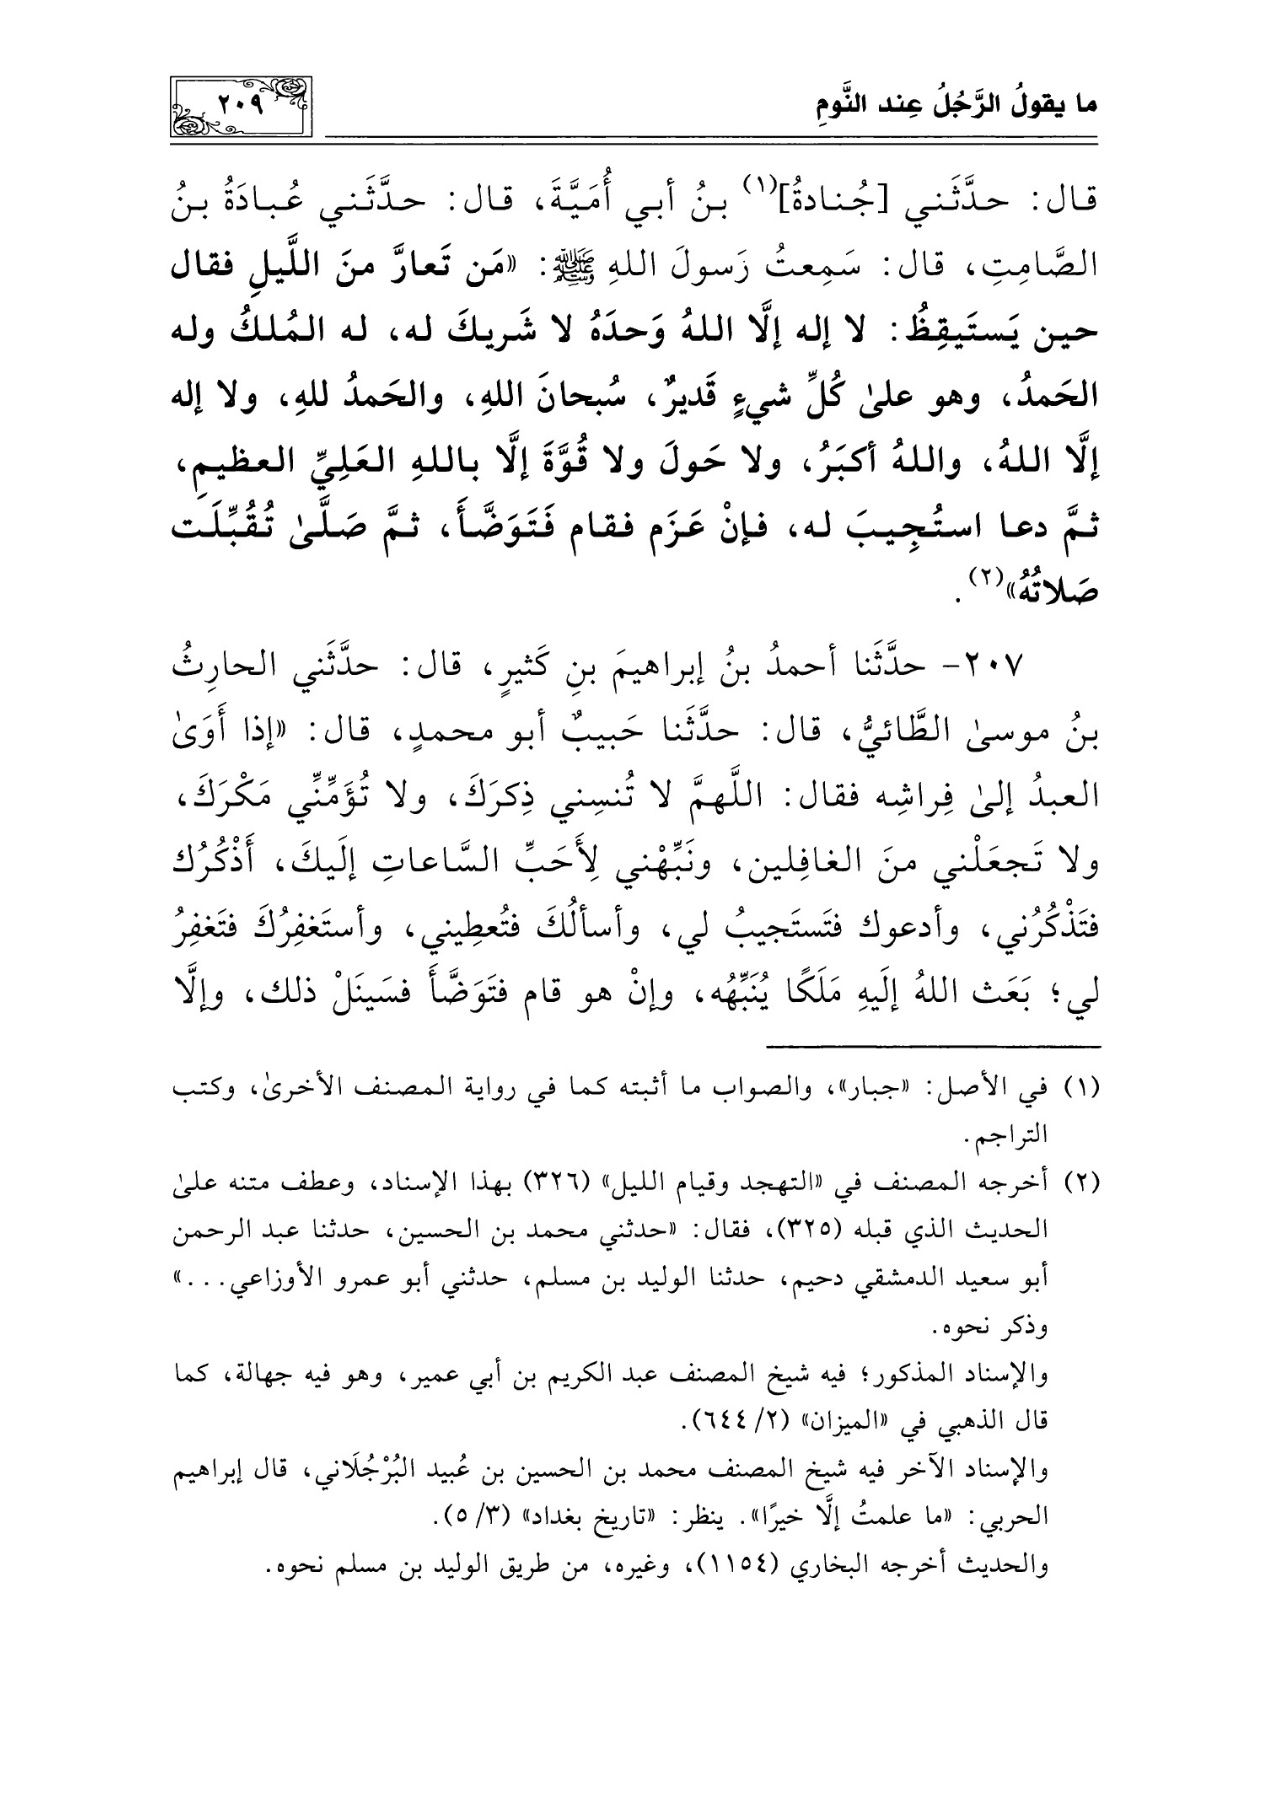 ما يقولُ الرَّجُلُ عِند النَّومِ
٢٠٩
قال: حدَّثَني [جُنادةُ](١) بنُ أبي أُمَيَّةَ، قال: حدَّثَني عُبادَةُ بنُ
الصَّامِتِ، قال: سَمِعتُ رَسولَ اللهِ ﷺ: «مَن تَعارَّ منَ اللَّيلِ فقال
حين يَستَيقِظُ: لا إله إلَّا اللهُ وَحدَهُ لا شَريكَ له، له المُلكُ وله
الحَمدُ، وهو علىٰ كُلِّ شيءٍ قَديرٌ، سُبحانَ اللهِ، والحَمدُ للهِ، ولا إله
إلَّا اللهُ، واللهُ أكبَرُ، ولا حَولَ ولا قُوَّةَ إلَّا باللهِ العَلِيِّ العظيمِ،
ثمَّ دعا استُجِيبَ له، فإنْ عَزَم فقام فَتَوَضَّأَ، ثمَّ صَلَّىٰ تُقُبِّلَت
صَلاتُهُ»(٢).
٢٠٧- حدَّثَنا أحمدُ بنُ إبراهيمَ بنِ كَثيرٍ، قال: حدَّثَني الحارِثُ
بنُ موسىٰ الطَّائيُّ، قال: حدَّثَنا حَبيبٌ أبو محمدٍ، قال: «إذا أَوَىٰ
العبدُ إلىٰ فِراشِه فقال: اللَّهمَّ لا تُنسِني ذِكرَكَ، ولا تُؤَمِّنِّي مَكْرَكَ،
ولا تَجعَلْني منَ الغافِلين، ونَبِّهْني لِأَحَبِّ السَّاعاتِ إلَيكَ، أَذْكُرُك
فتَذْكُرُني، وأدعوك فتَستَجيبُ لي، وأسألُكَ فتُعطِيني، وأستَغفِرُكَ فتَغفِرُ
لي؛ بَعَث اللهُ إلَيهِ مَلَكًا يُنَبِّهُه، وإنْ هو قام فتَوَضَّأَ فسَينَلْ ذلك، وإلَّا
(١) في الأصل: «جبار»، والصواب ما أثبته كما في رواية المصنف الأخرىٰ، وكتب
التراجم.
(٢) أخرجه المصنف في «التهجد وقيام الليل» (٣٢٦) بهذا الإسناد، وعطف متنه علىٰ
الحديث الذي قبله (٣٢٥)، فقال: «حدثني محمد بن الحسين، حدثنا عبد الرحمن
أبو سعيد الدمشقي دحيم، حدثنا الوليد بن مسلم، حدثني أبو عمرو الأوزاعي...»
وذكر نحوه.
والإسناد المذكور؛ فيه شيخ المصنف عبد الكريم بن أبي عمير، وهو فيه جهالة، كما
قال الذهبي في «الميزان» (٢/ ٦٤٤).
والإسناد الآخر فيه شيخ المصنف محمد بن الحسين بن عُبيد البُرْجُلَاني، قال إبراهيم
الحربي: «ما علمتُ إلَّا خيرًا». ينظر: «تاريخ بغداد» (٣/ ٥).
والحديث أخرجه البخاري (١١٥٤)، وغيره، من طريق الوليد بن مسلم نحوه.